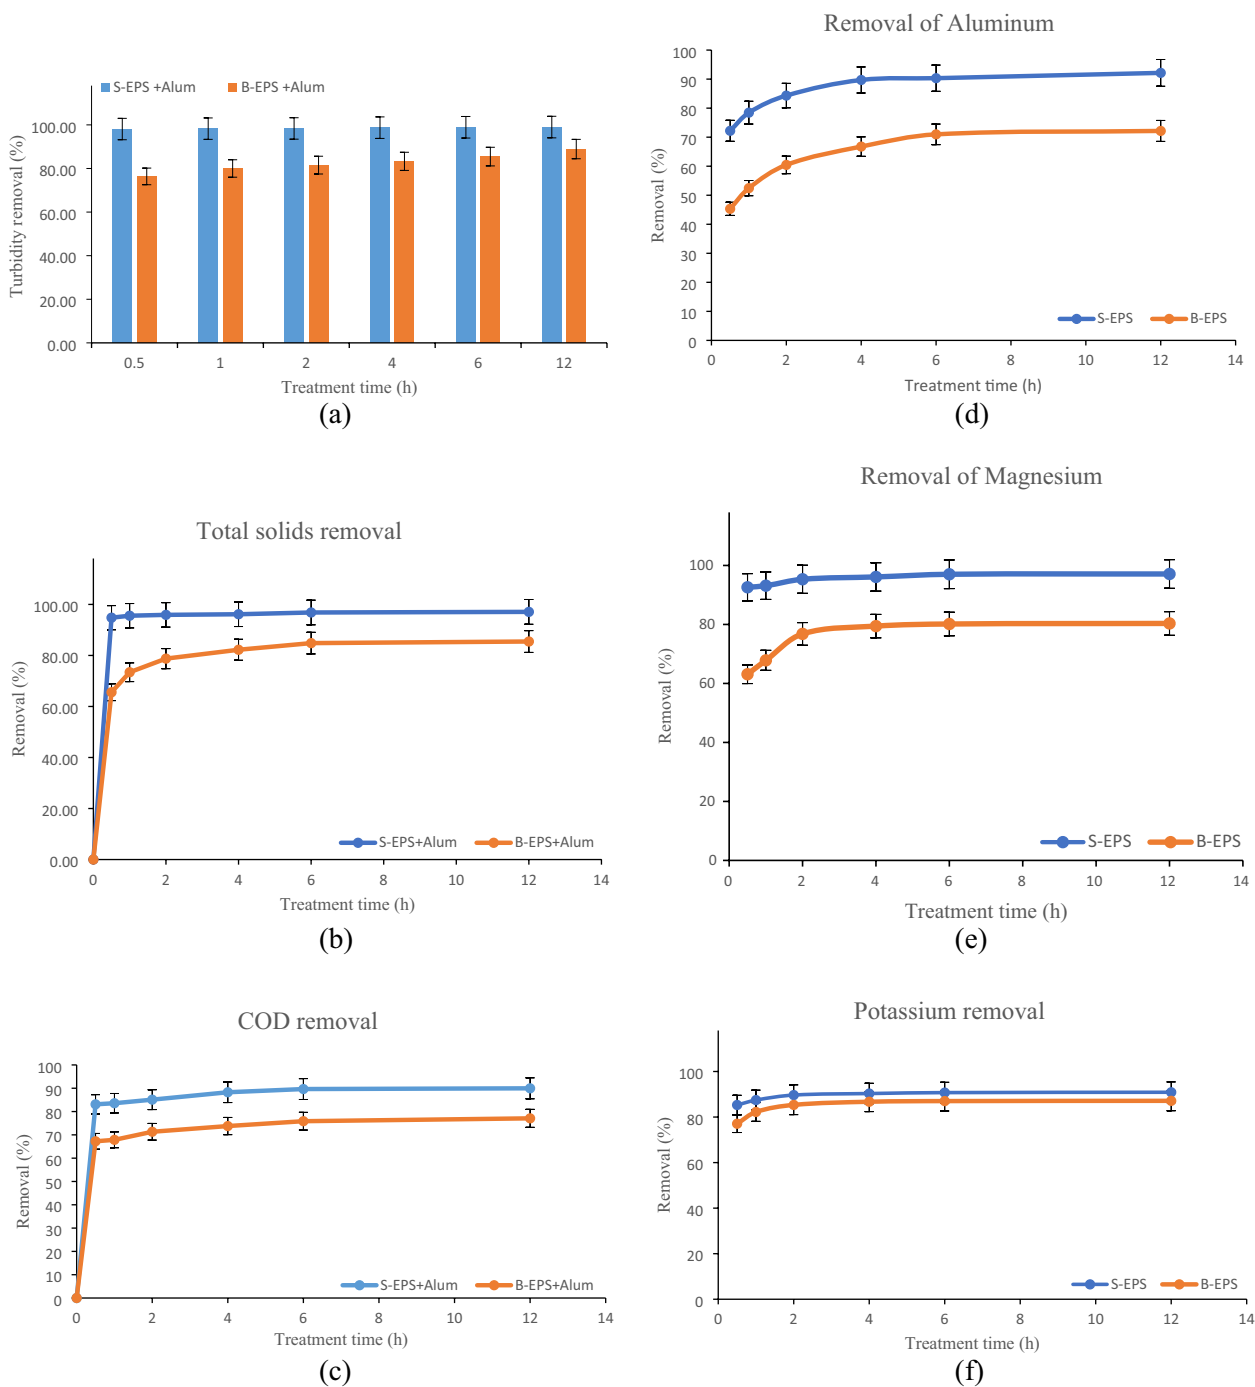 S-EPS +Alum
B-EPS +Alum
100.00
80.00
60.00
40.00
20.00
0.00
Turbidity removal (%)
0.5
1
2
4
6
12
Treatment time (h)
(a)
Total solids removal
100.00
80.00
60.00
40.00
20.00
0.00
Removal (%)
S-EPS+Alum
B-EPS+Alum
0
2
4
6
8
10
12
14
Treatment time (h)
(b)
COD removal
100
90
80
70
60
50
40
30
20
10
0
Removal (%)
S-EPS+Alum
B-EPS+Alum
0
2
4
6
8
10
12
14
Treatment time (h)
(c)
Removal of Aluminum
100
90
80
70
60
50
40
30
20
10
0
Removal (%)
S-EPS
B-EPS
0
2
4
6
8
10
12
14
Treatment time (h)
(d)
Removal of Magnesium
100
80
60
40
20
0
Removal (%)
S-EPS
B-EPS
0
2
4
6
8
10
12
14
Treatment time (h)
(e)
Potassium removal
100
80
60
40
20
0
Removal (%)
S-EPS
B-EPS
0
2
4
6
8
10
12
14
Treatment time (h)
(f)